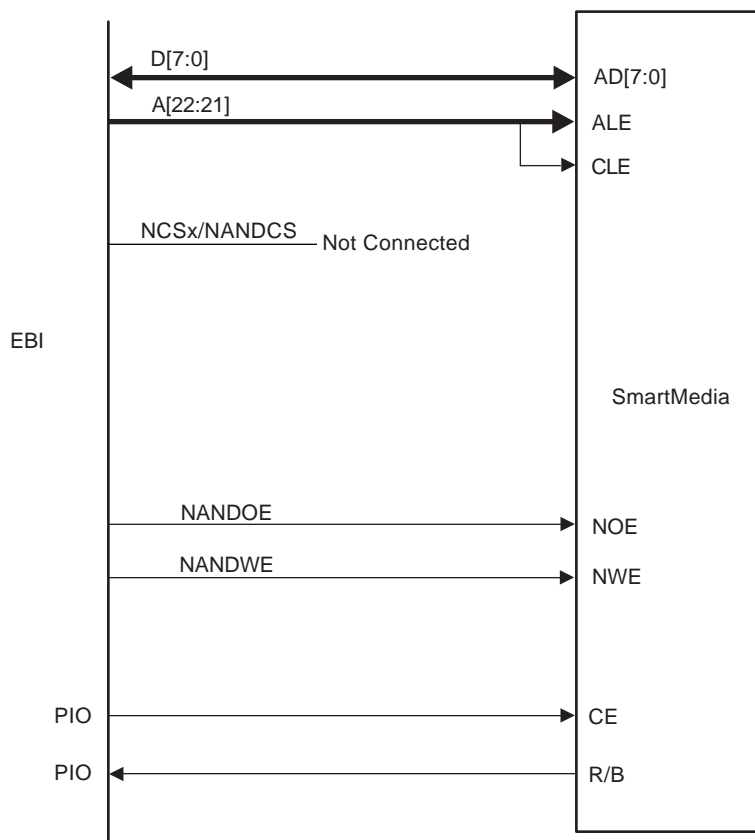 D[7:0]
AD[7:0]
A[22:21]
ALE
CLE
NCSx/NANDCS
Not Connected
EBI
SmartMedia
NANDOE
NOE
NANDWE
NWE
PIO
CE
PIO
R/B